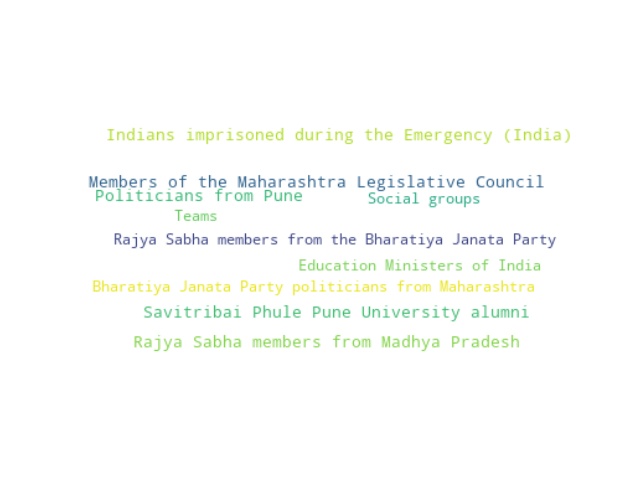 Indians imprisoned during the Emergency (India)
Members of the Maharashtra Legislative Council
Politicians from Pune
Social groups
Teams
Rajya Sabha members from the Bharatiya Janata Party
Education Ministers of India
Bharatiya Janata Party politicians from Maharashtra
Savitribai Phule Pune University alumni
Rajya Sabha members from Madhya Pradesh